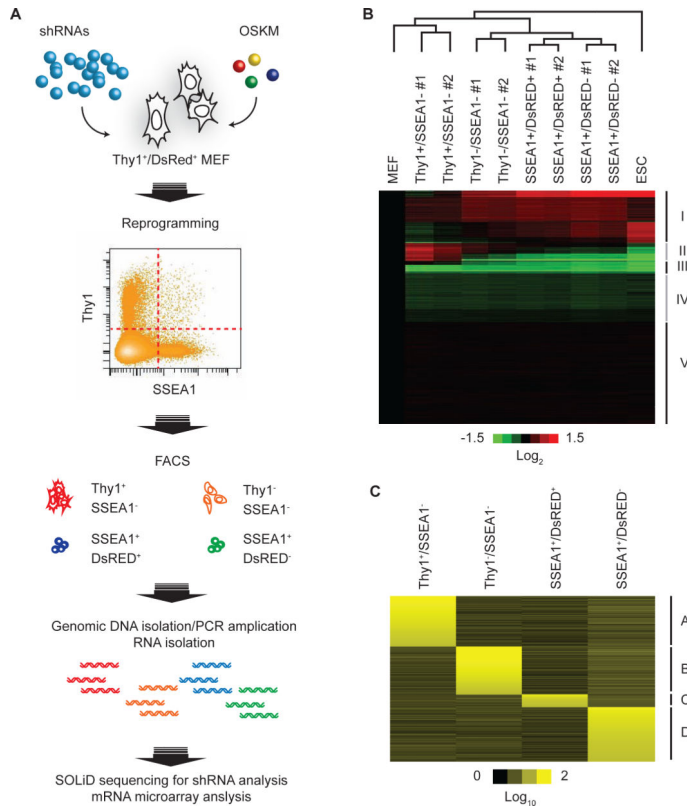 A
shRNAs
OSKM
Thy1⁺/DsRed⁺ MEF
Reprogramming
Thy1
SSEA1
FACS
Thy1⁺
SSEA1⁻
Thy1⁻
SSEA1⁻
SSEA1⁺
DsRED⁺
SSEA1⁺
DsRED⁻
Genomic DNA isolation/PCR amplication
RNA isolation
SOLiD sequencing for shRNA analysis
mRNA microarray anslysis
B
MEF
Thy1+/SSEA1- #1
Thy1+/SSEA1- #2
Thy1-/SSEA1- #1
Thy1-/SSEA1- #2
SSEA1+/DsRED+ #1
SSEA1+/DsRED+ #2
SSEA1+/DsRED- #1
SSEA1+/DsRED- #2
ESC
I
II
III
IV
V
-1.5 1.5
Log₂
C
Thy1⁺/SSEA1⁻
Thy1⁻/SSEA1⁻
SSEA1⁺/DsRED⁺
SSEA1⁺/DsRED⁻
A
B
C
D
0 2
Log₁₀